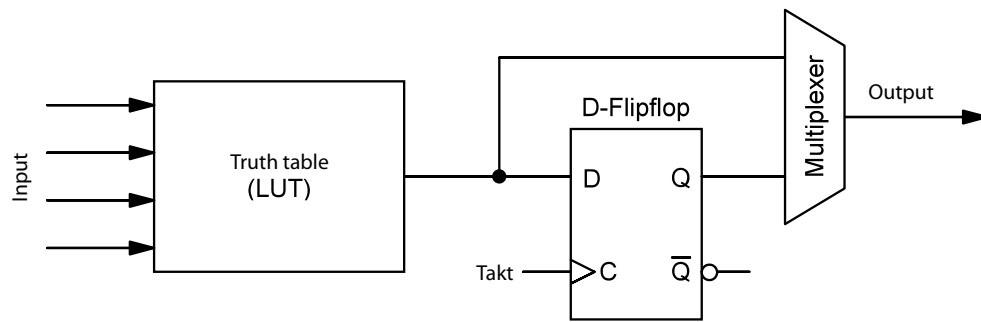 Input
Truth table
(LUT)
D-Flipflop
D
Q
Takt
C
Q̅
Multiplexer
Output